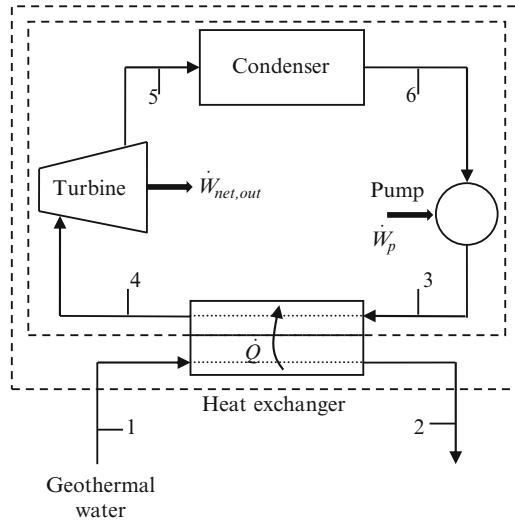 Condenser
5
6
Turbine
Ẇnet,out
Pump
Ẇp
4
3
Q̇
Heat exchanger
1
2
Geothermal
water